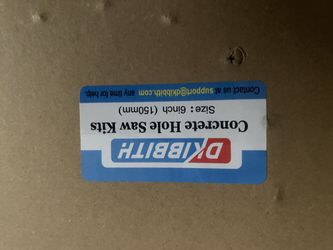 DKIBBITH
Concrete Hole Saw Kits
Size: 6inch (150mm)
Contact us at support@dkibbith.com any time for help.